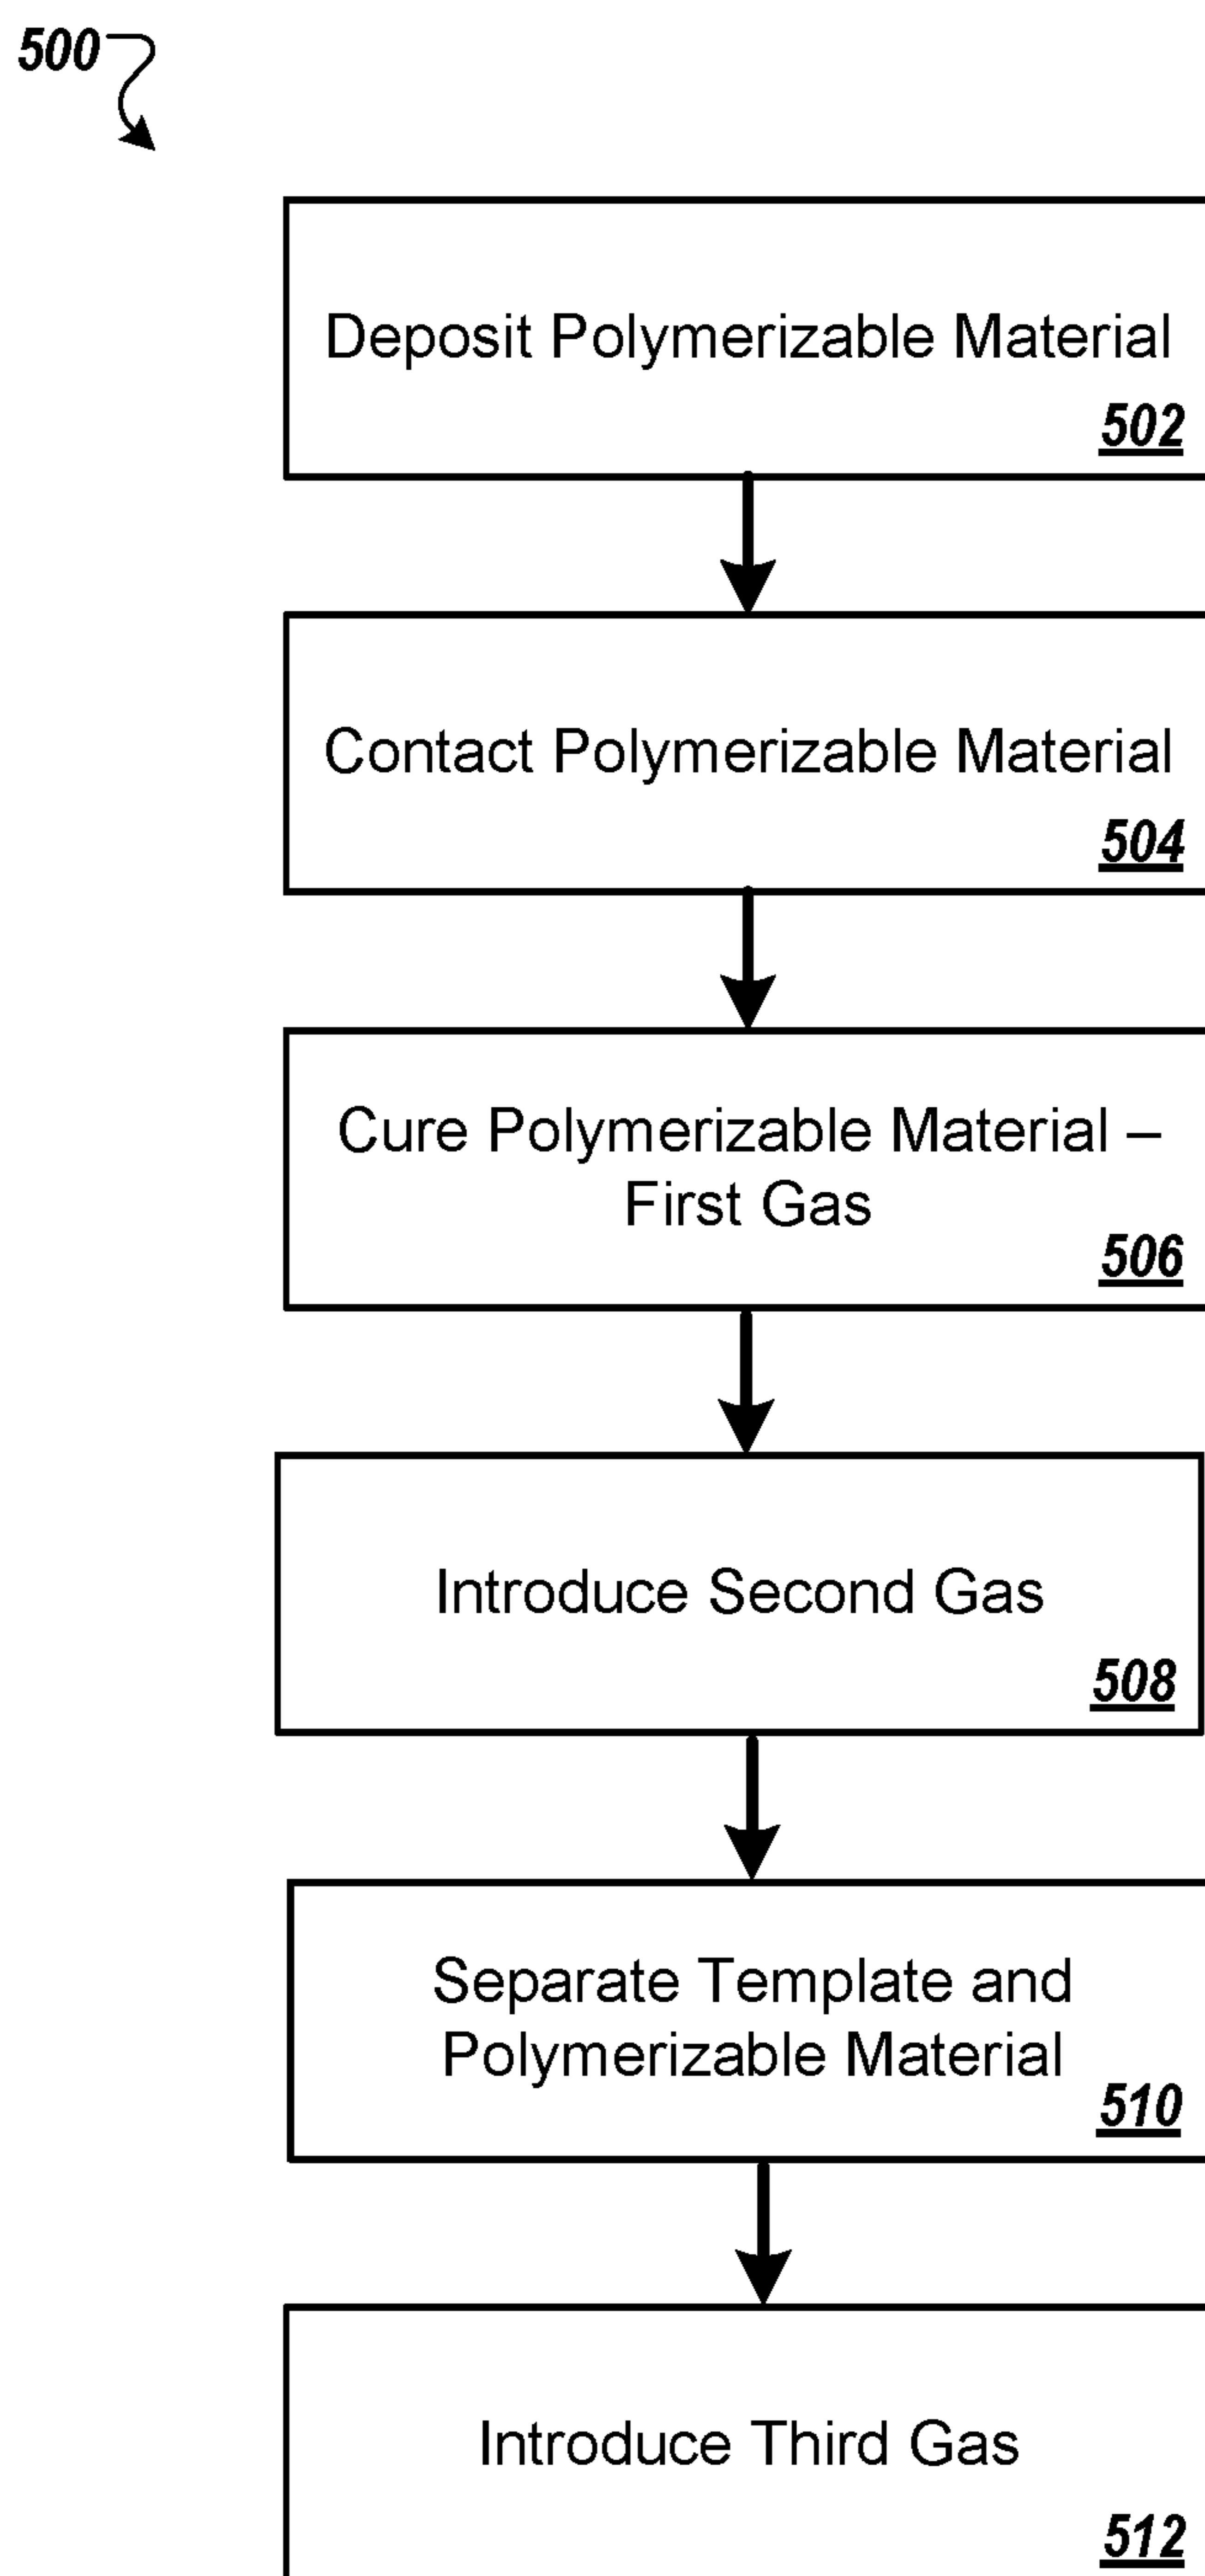 500
Deposit Polymerizable Material
502
Contact Polymerizable Material
504
Cure Polymerizable Material –
First Gas
506
Introduce Second Gas
508
Separate Template and
Polymerizable Material
510
Introduce Third Gas
512